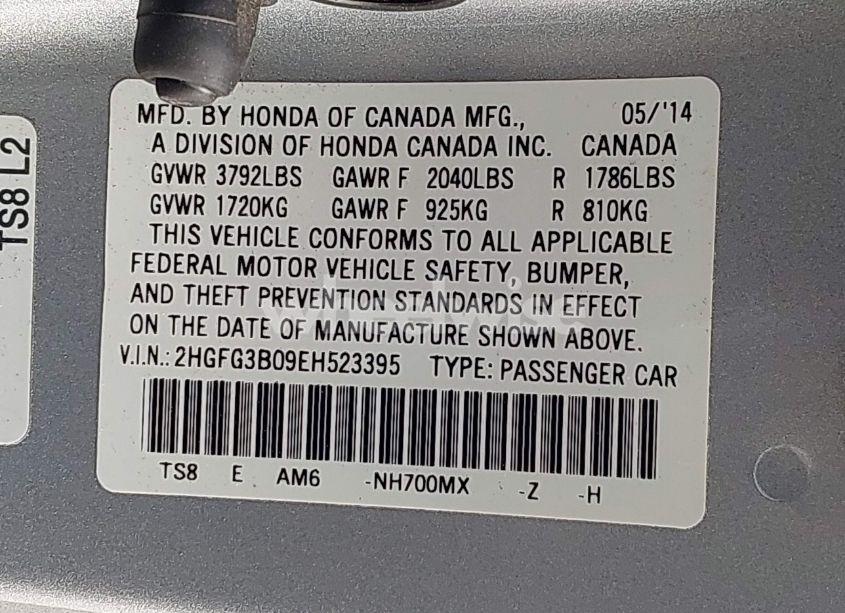 MFD. BY HONDA OF CANADA MFG., 05/'14
A DIVISION OF HONDA CANADA INC. CANADA
GVWR 3792LBS GAWR F 2040LBS R 1786LBS
GVWR 1720KG GAWR F 925KG R 810KG
THIS VEHICLE CONFORMS TO ALL APPLICABLE
FEDERAL MOTOR VEHICLE SAFETY, BUMPER,
AND THEFT PREVENTION STANDARDS IN EFFECT
ON THE DATE OF MANUFACTURE SHOWN ABOVE.
V.I.N.: 2HGFG3B09EH523395 TYPE: PASSENGER CAR
TS8 E AM6 -NH700MX -Z -H
TS8 L2